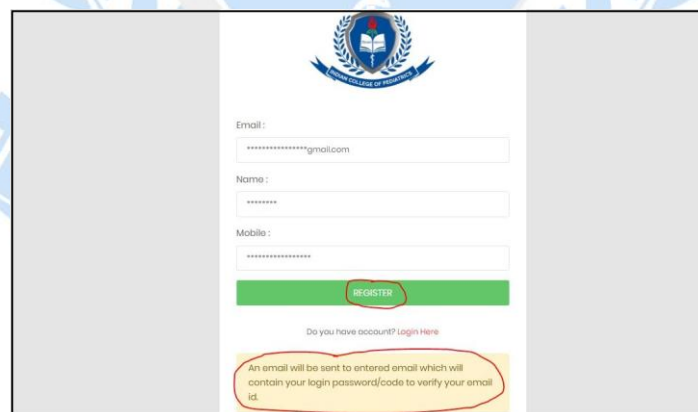 INDIAN COLLEGE OF PEDIATRICS
Email :
****************gmail.com
Name :
********
Mobile :
*****************
REGISTER
Do you have account? Login Here
An email will be sent to entered email which will
contain your login password/code to verify your email
id.